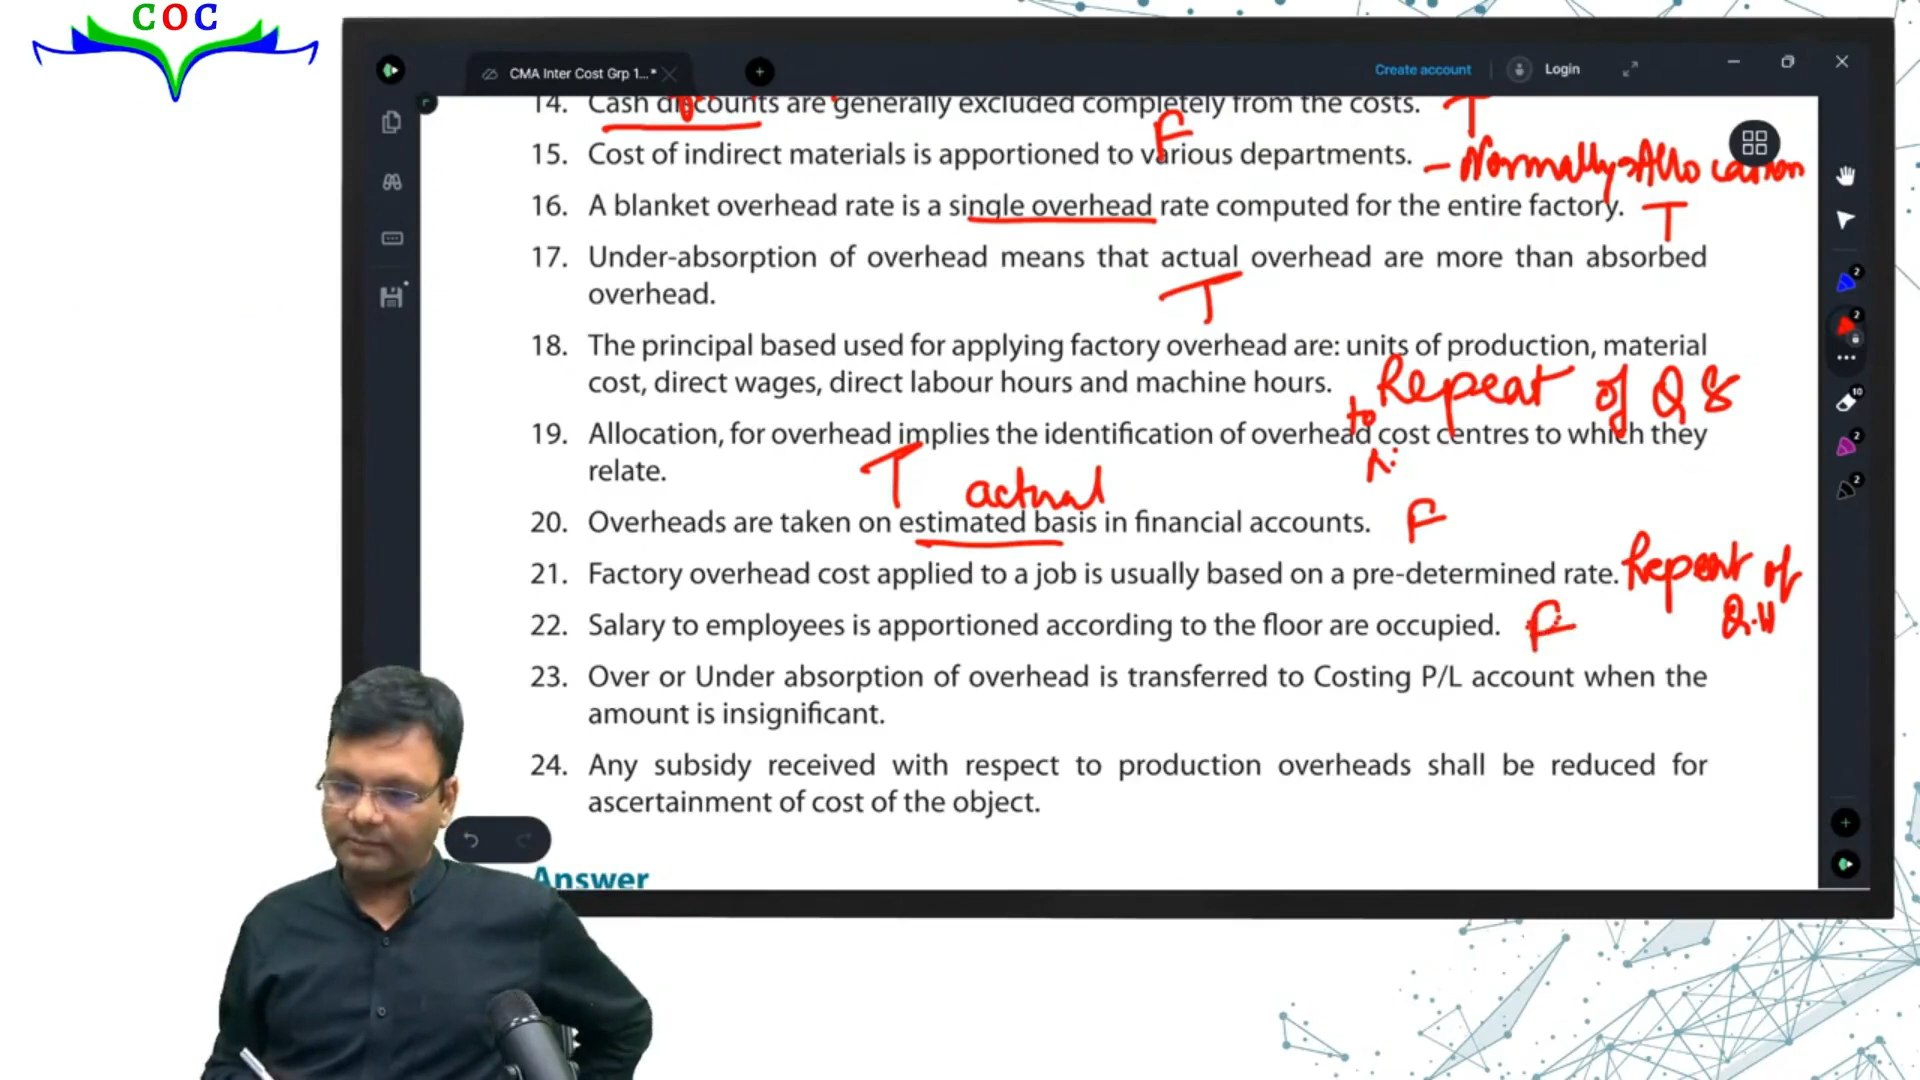 COC
CMA Inter Cost Grp 1...*
Create account
Login
14. Cash discounts are generally excluded completely from the costs. T
F
15. Cost of indirect materials is apportioned to various departments. - Normally → Allocation
16. A blanket overhead rate is a single overhead rate computed for the entire factory. T
17. Under-absorption of overhead means that actual overhead are more than absorbed
overhead. T
18. The principal based used for applying factory overhead are: units of production, material
cost, direct wages, direct labour hours and machine hours. Repeat of Q 8
to
19. Allocation, for overhead implies the identification of overhead cost centres to which they
relate. T
actual
20. Overheads are taken on estimated basis in financial accounts. F
21. Factory overhead cost applied to a job is usually based on a pre-determined rate. Repeat of
Q.11
22. Salary to employees is apportioned according to the floor are occupied. F
23. Over or Under absorption of overhead is transferred to Costing P/L account when the
amount is insignificant.
24. Any subsidy received with respect to production overheads shall be reduced for
ascertainment of cost of the object.
Answer
2
2
10
2
2